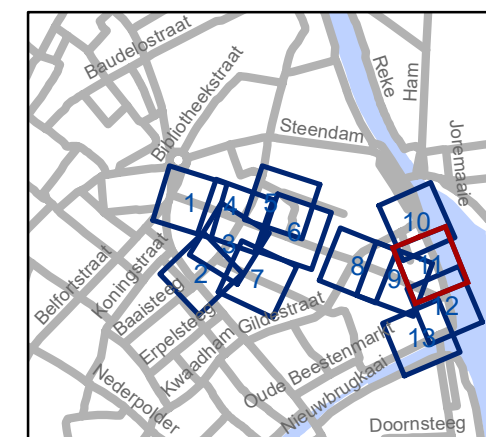 Baudelostraat
Bibliotheekstraat
Reke
Ham
Steendam
Joremaaie
1
4
5
3
6
2
7
8
9
10
11
12
13
Belfortstraat
Koningstraat
Baaisteeg
Erpelsteeg
Kwaadham
Gildestraat
Nederpolder
Oude Beestenmarkt
Nieuwbrugkaai
Doornsteeg